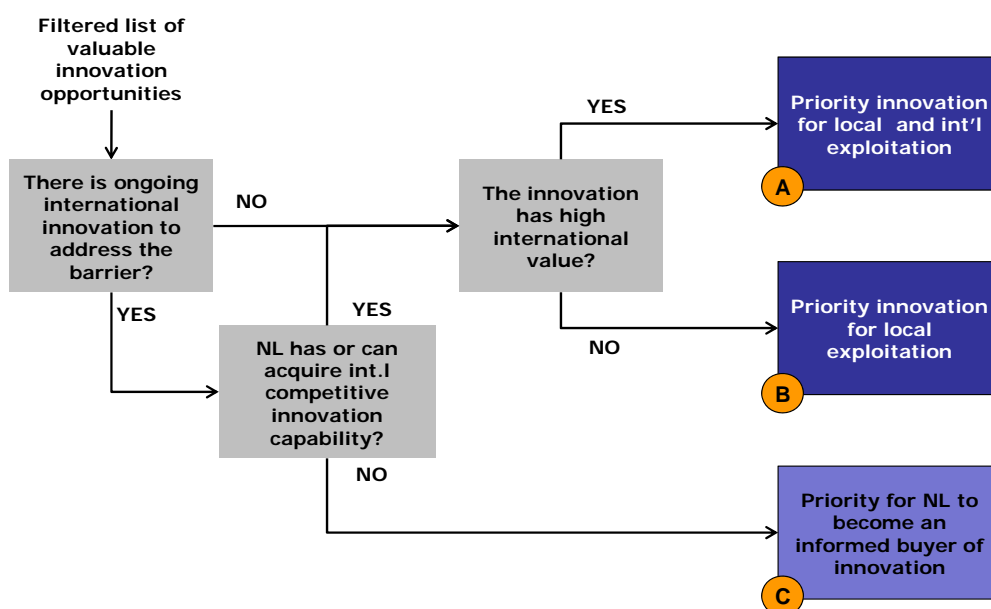 Filtered list of
valuable
innovation
opportunities
There is ongoing
international
innovation to
address the
barrier?
NO
YES
NL has or can
acquire int.l
competitive
innovation
capability?
YES
NO
The innovation
has high
international
value?
YES
NO
Priority innovation
for local and int'l
exploitation
A
Priority innovation
for local
exploitation
B
Priority for NL to
become an
informed buyer of
innovation
C